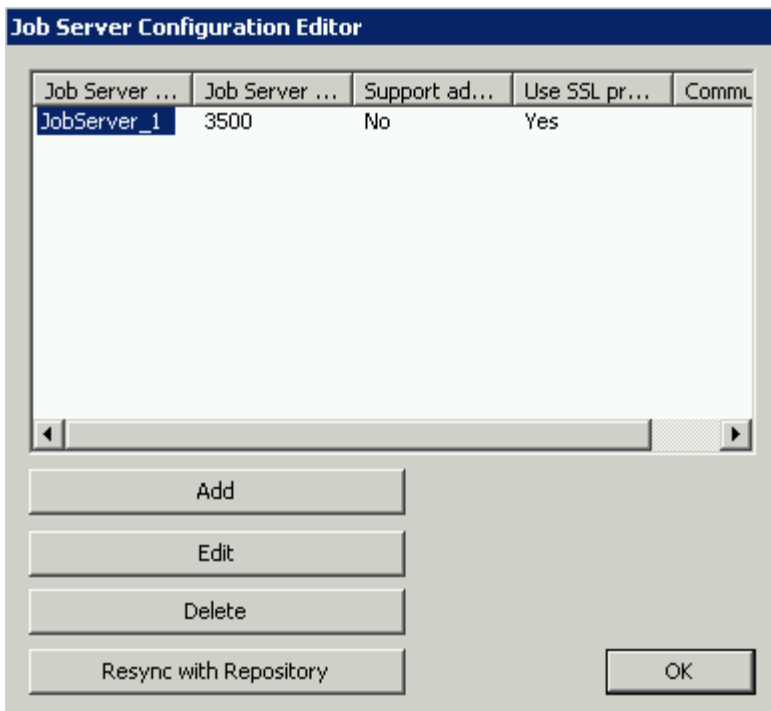 Job Server Configuration Editor
Job Server ... Job Server ... Support ad... Use SSL pr... Commu
JobServer_1 3500 No Yes
Add
Edit
Delete
Resync with Repository OK